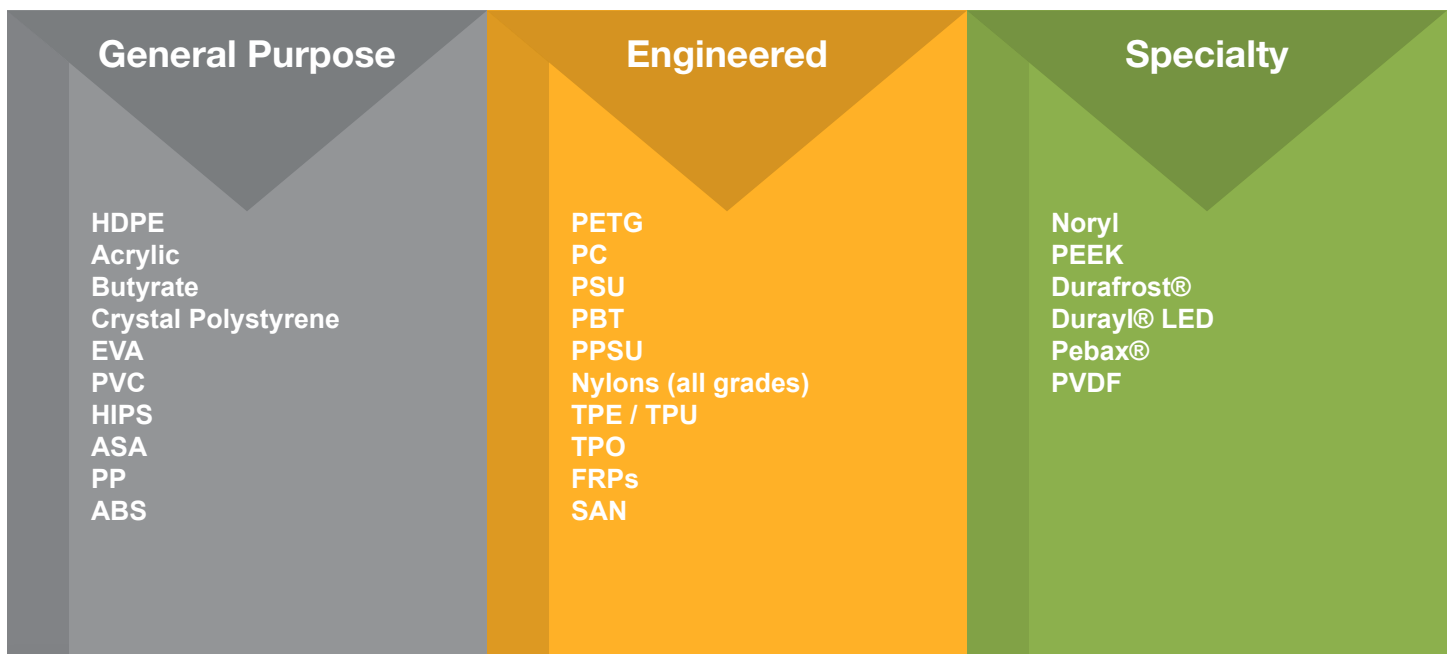 General Purpose
HDPE
Acrylic
Butyrate
Crystal Polystyrene
EVA
PVC
HIPS
ASA
PP
ABS
Engineered
PETG
PC
PSU
PBT
PPSU
Nylons (all grades)
TPE / TPU
TPO
FRPs
SAN
Specialty
Noryl
PEEK
Durafrost®
Durayl® LED
Pebax®
PVDF